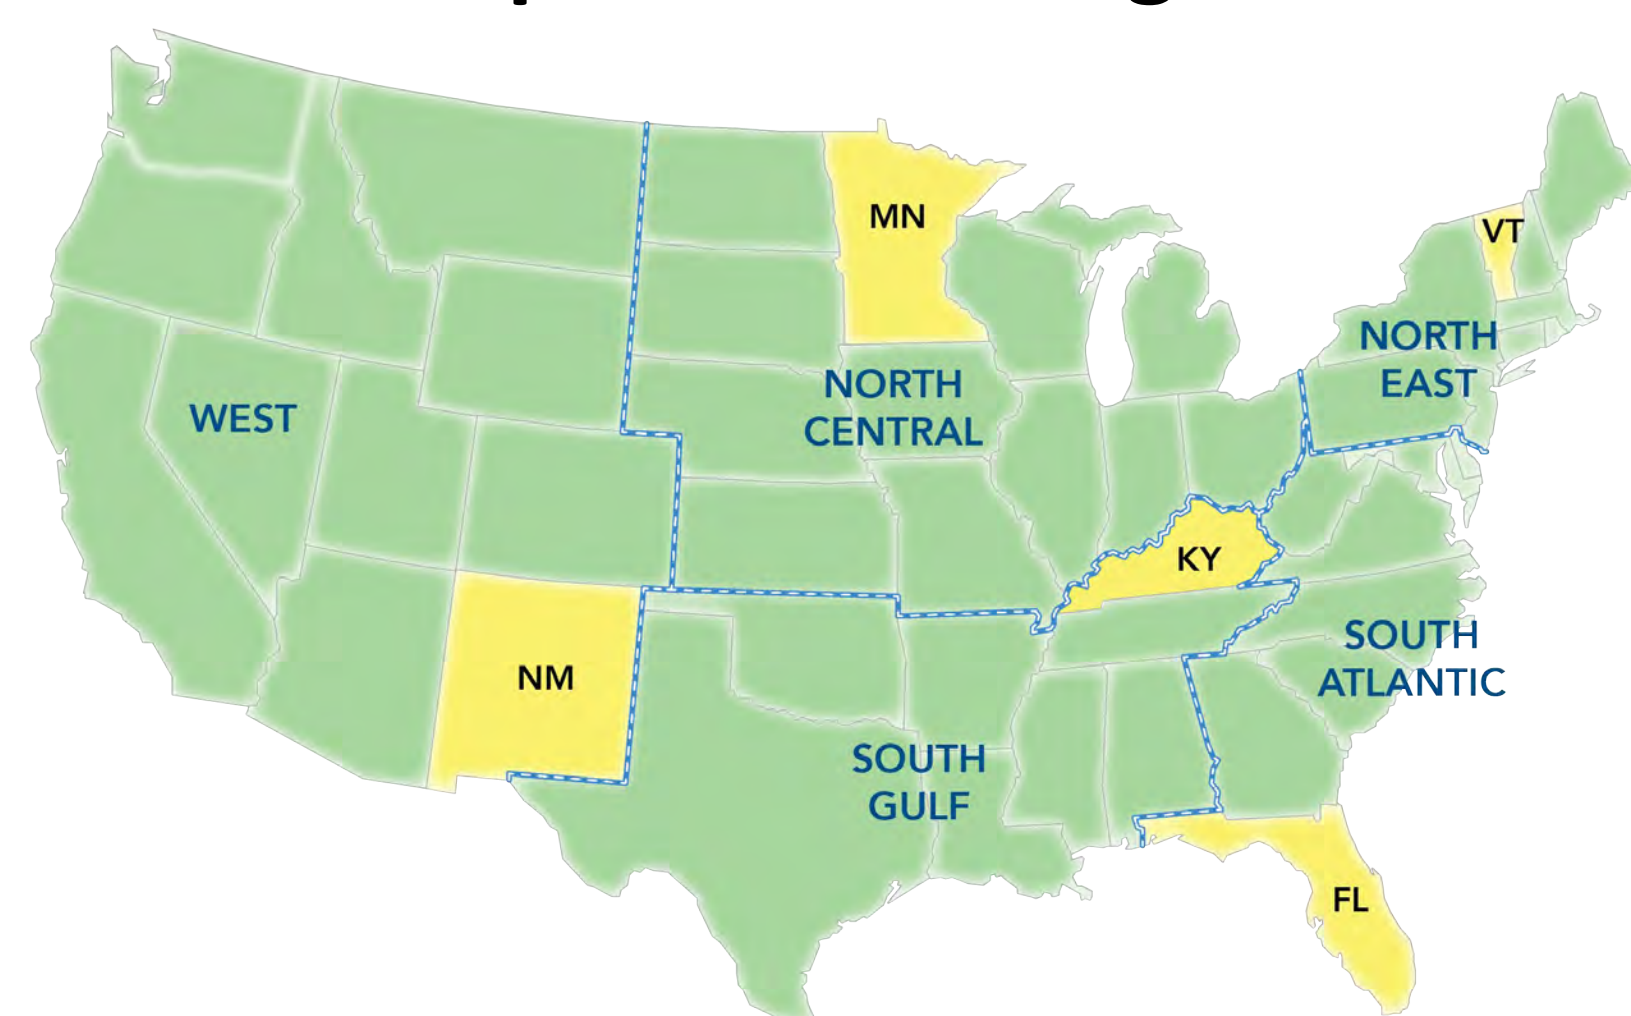 MN
VT
NORTH
EAST
NORTH
CENTRAL
WEST
KY
SOUTH
ATLANTIC
NM
SOUTH
GULF
FL